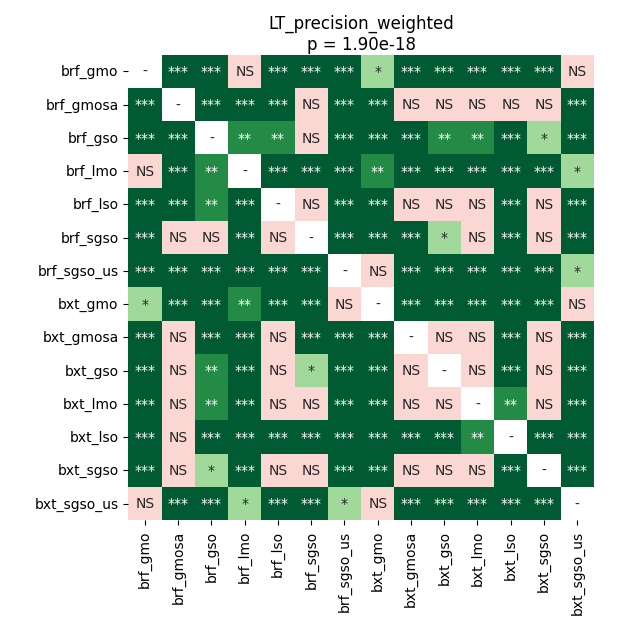 LT_precision_weighted
p = 1.90e-18
brf_gmo - *** *** NS *** *** *** * *** *** *** *** *** NS
brf_gmosa *** - *** *** *** NS *** *** NS NS NS NS NS ***
brf_gso *** *** - ** ** NS *** *** *** ** ** *** * ***
brf_lmo NS *** ** - *** *** *** ** *** *** *** *** *** *
brf_lso *** *** ** *** - NS *** *** NS NS NS *** NS ***
brf_sgso *** NS NS *** NS - *** *** *** * NS *** NS ***
brf_sgso_us *** *** *** *** *** *** - NS *** *** *** *** *** *
bxt_gmo * *** *** ** *** *** NS - *** *** *** *** *** NS
bxt_gmosa *** NS *** *** NS *** *** *** - NS NS *** NS ***
bxt_gso *** NS ** *** NS * *** *** NS - NS *** NS ***
bxt_lmo *** NS ** *** NS NS *** *** NS NS - ** NS ***
bxt_lso *** NS *** *** *** *** *** *** *** *** ** - *** ***
bxt_sgso *** NS * *** NS NS *** *** NS NS NS *** - ***
bxt_sgso_us NS *** *** * *** *** * NS *** *** *** *** *** -
brf_gmo brf_gmosa brf_gso brf_lmo brf_lso brf_sgso brf_sgso_us bxt_gmo bxt_gmosa bxt_gso bxt_lmo bxt_lso bxt_sgso bxt_sgso_us